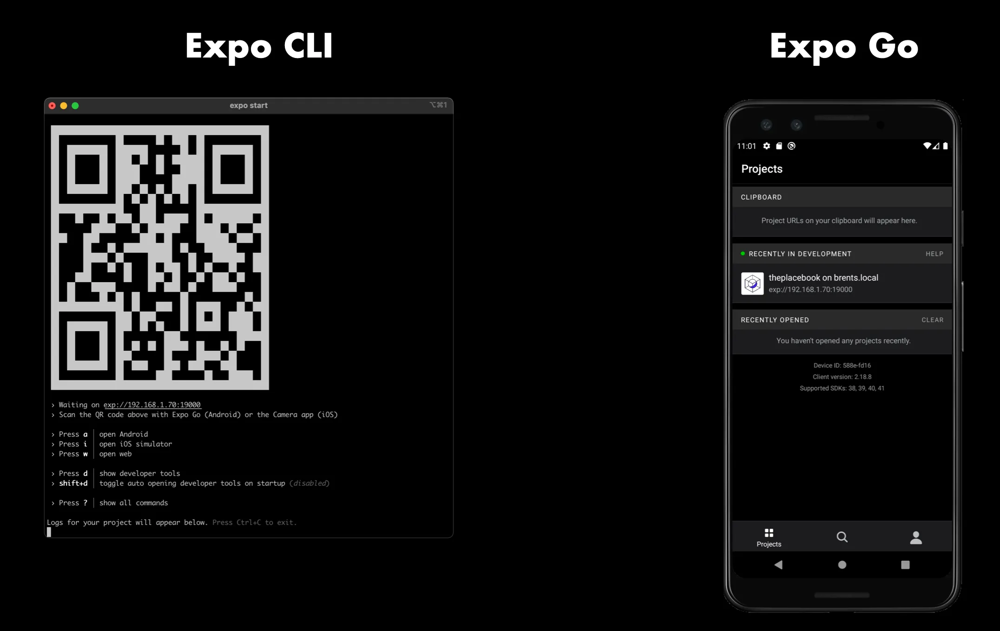 Expo CLI
Expo Go
expo start
⌥⌘1
› Waiting on exp://192.168.1.70:19000
› Scan the QR code above with Expo Go (Android) or the Camera app (iOS)
› Press a │ open Android
› Press i │ open iOS simulator
› Press w │ open web
› Press d │ show developer tools
› shift+d │ toggle auto opening developer tools on startup (disabled)
› Press ? │ show all commands
Logs for your project will appear below. Press Ctrl+C to exit.
11:01
Projects
CLIPBOARD
Project URLs on your clipboard will appear here.
RECENTLY IN DEVELOPMENT HELP
theplacebook on brents.local
exp://192.168.1.70:19000
RECENTLY OPENED CLEAR
You haven't opened any projects recently.
Device ID: 588e-fd16
Client version: 2.18.8
Supported SDKs: 38, 39, 40, 41
Projects